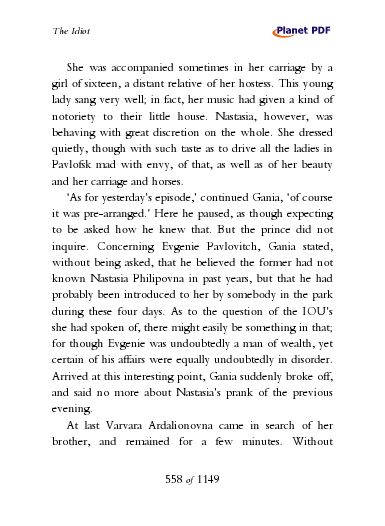 The Idiot
Planet PDF
She was accompanied sometimes in her carriage by a
girl of sixteen, a distant relative of her hostess. This young
lady sang very well; in fact, her music had given a kind of
notoriety to their little house. Nastasia, however, was
behaving with great discretion on the whole. She dressed
quietly, though with such taste as to drive all the ladies in
Pavlofsk mad with envy, of that, as well as of her beauty
and her carriage and horses.
‘As for yesterday’s episode,’ continued Gania, ‘of course
it was pre-arranged.’ Here he paused, as though expecting
to be asked how he knew that. But the prince did not
inquire. Concerning Evgenie Pavlovitch, Gania stated,
without being asked, that he believed the former had not
known Nastasia Philipovna in past years, but that he had
probably been introduced to her by somebody in the park
during these four days. As to the question of the IOU’s
she had spoken of, there might easily be something in that;
for though Evgenie was undoubtedly a man of wealth, yet
certain of his affairs were equally undoubtedly in disorder.
Arrived at this interesting point, Gania suddenly broke off,
and said no more about Nastasia’s prank of the previous
evening.
At last Varvara Ardalionovna came in search of her
brother, and remained for a few minutes. Without
558 of 1149